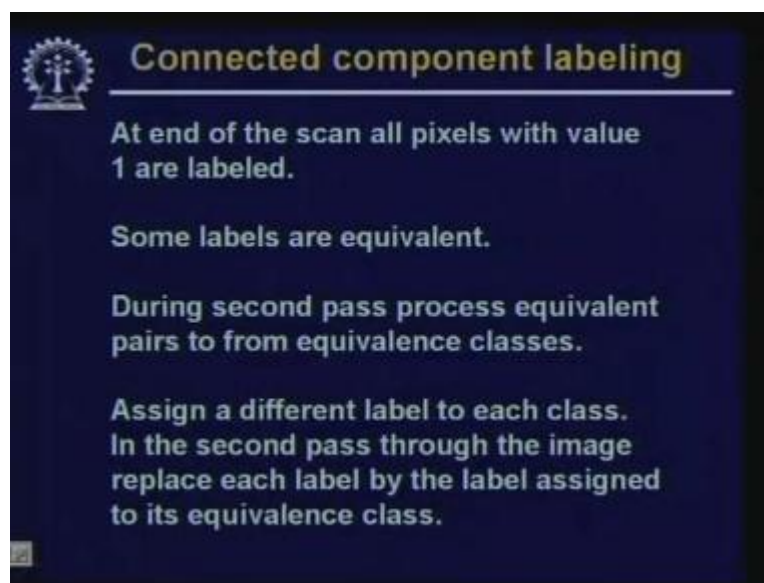 Connected component labeling
At end of the scan all pixels with value
1 are labeled.
Some labels are equivalent.
During second pass process equivalent
pairs to from equivalence classes.
Assign a different label to each class.
In the second pass through the image
replace each label by the label assigned
to its equivalence class.